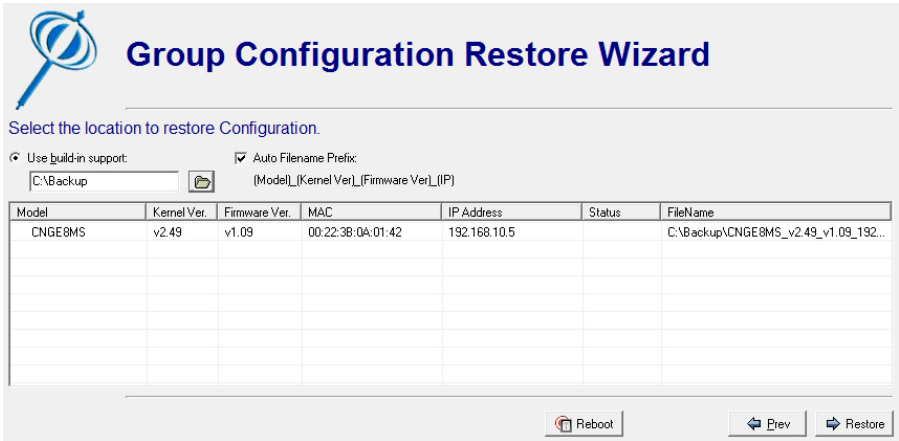 Group Configuration Restore Wizard
Select the location to restore Configuration.
Use build-in support: Auto Filename Prefix:
C:\Backup (Model)_(Kernel Ver)_(Firmware Ver)_(IP)
Model Kernel Ver. Firmware Ver. MAC IP Address Status FileName
CNGE8MS v2.49 v1.09 00:22:3B:0A:01:42 192.168.10.5 C:\Backup\CNGE8MS_v2.49_v1.09_192...
Reboot Prev Restore